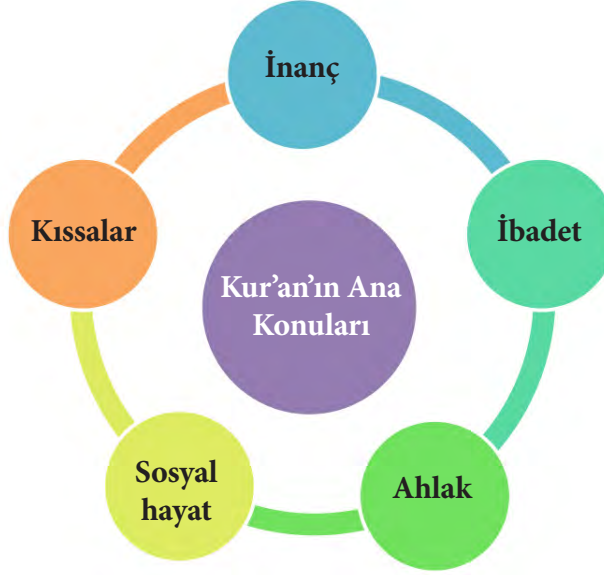 İnanç
İbadet
Ahlak
Sosyal
hayat
Kıssalar
Kur’an’ın Ana
Konuları